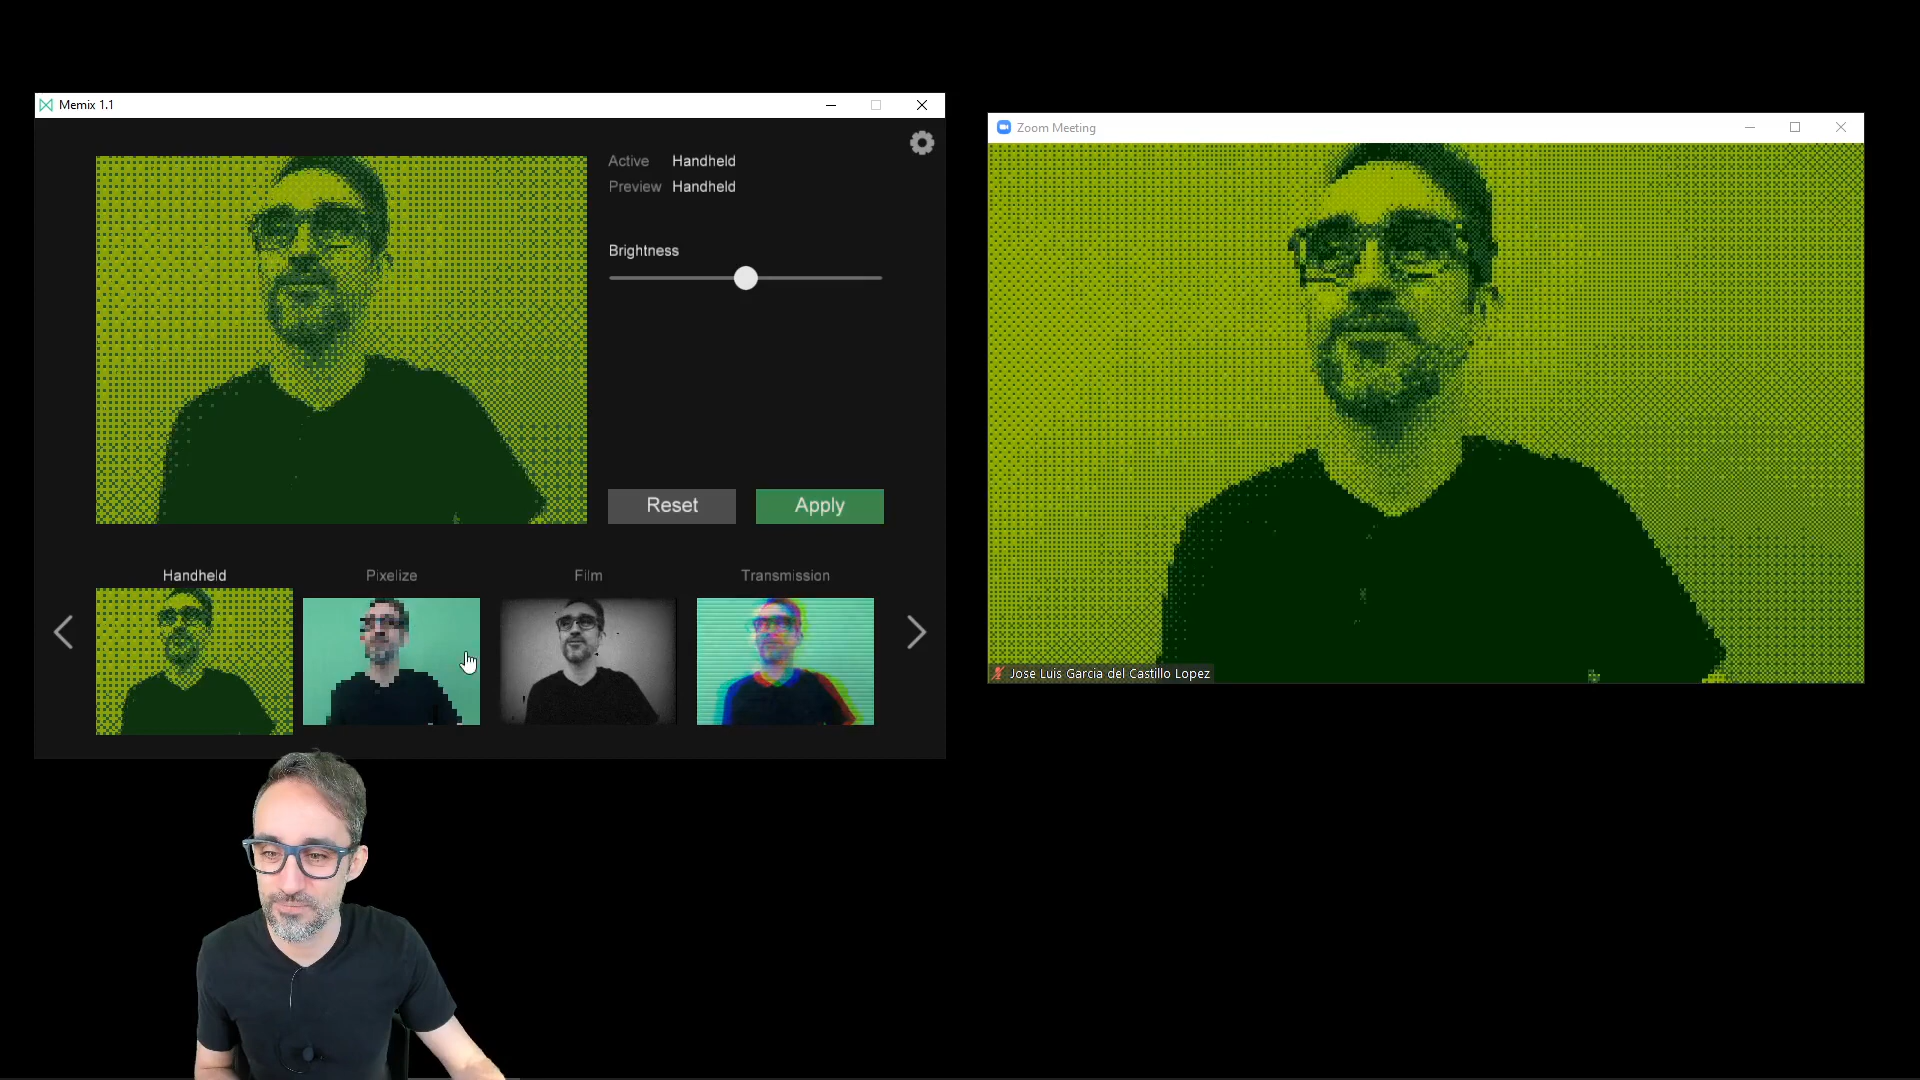 Memix 1.1
Active Handheld
Preview Handheld
Brightness
Reset Apply
Handheld Pixelize Film Transmission
Zoom Meeting
Jose Luis Garcia del Castillo Lopez